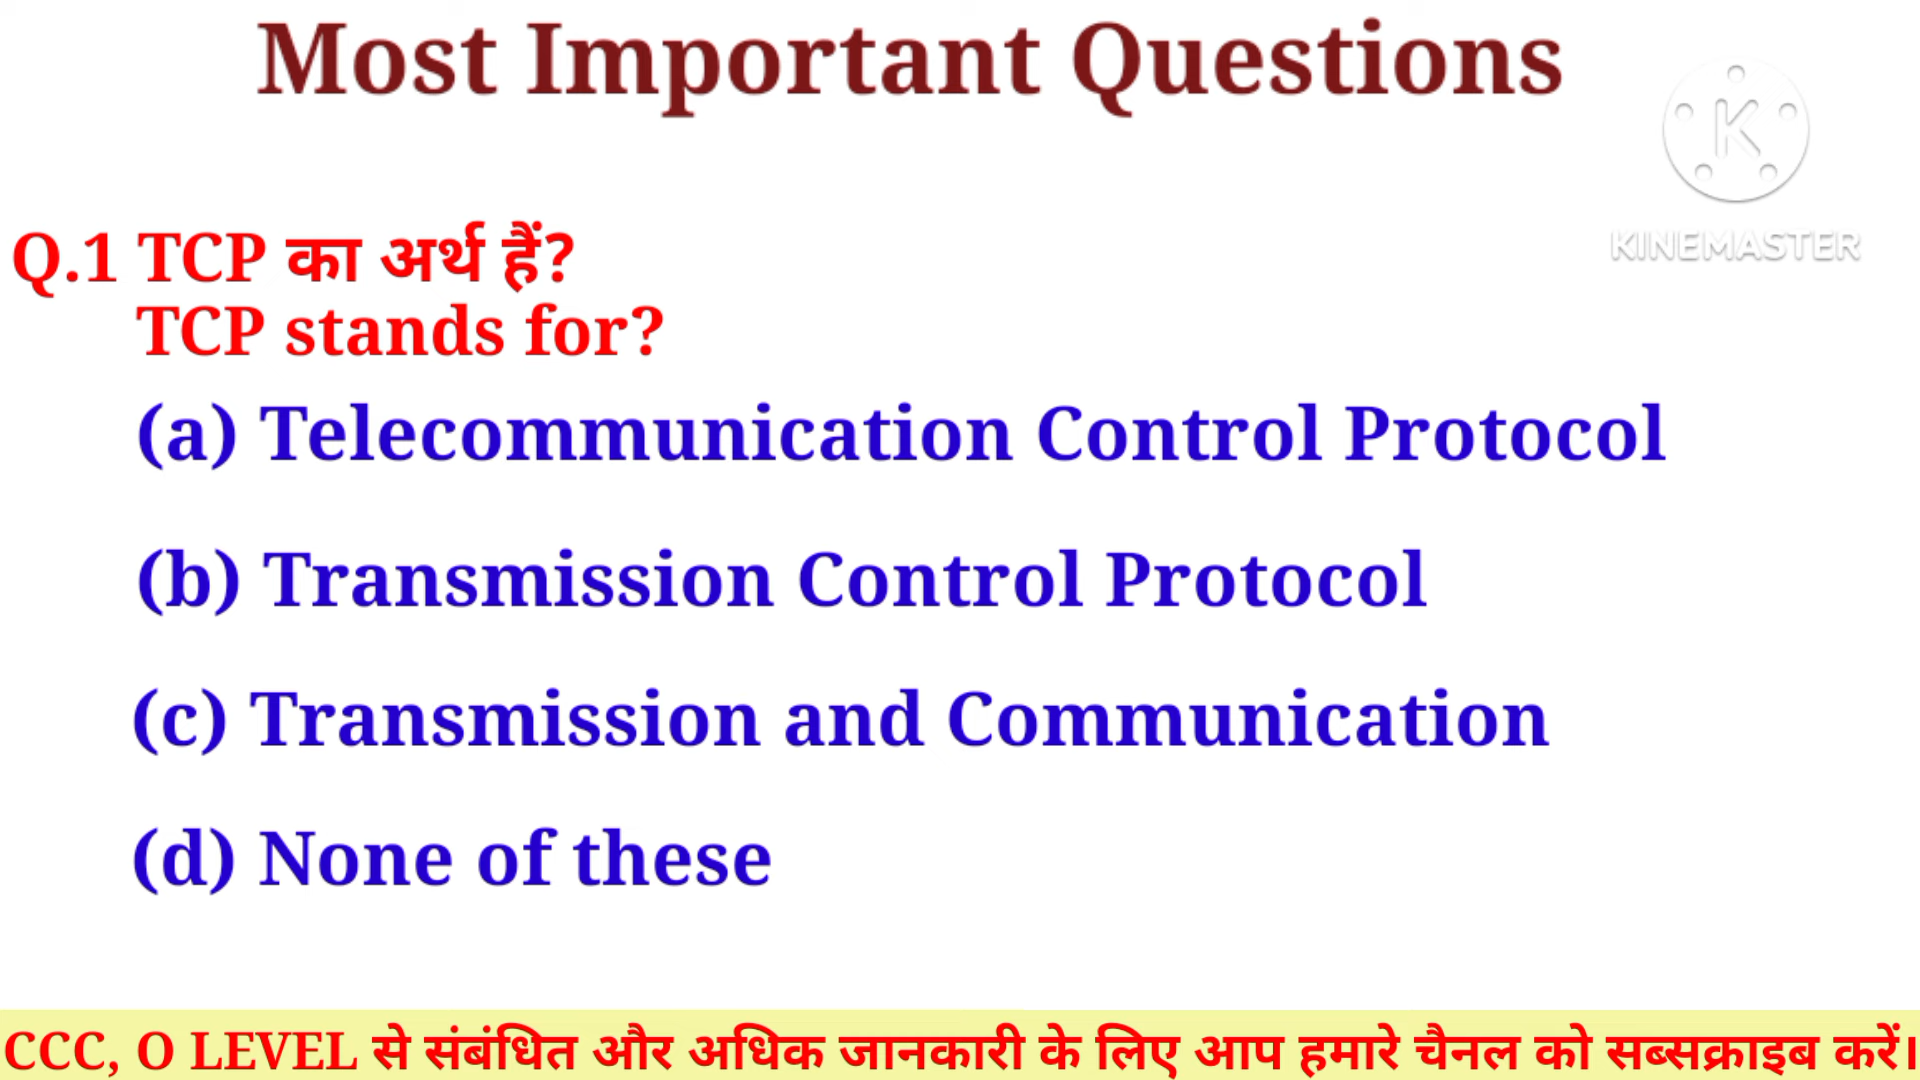 Most Important Questions
K
KINEMASTER
Q.1 TCP का अर्थ हैं?
TCP stands for?
(a) Telecommunication Control Protocol
(b) Transmission Control Protocol
(c) Transmission and Communication
(d) None of these
CCC, O LEVEL से संबंधित और अधिक जानकारी के लिए आप हमारे चैनल को सब्सक्राइब करें।